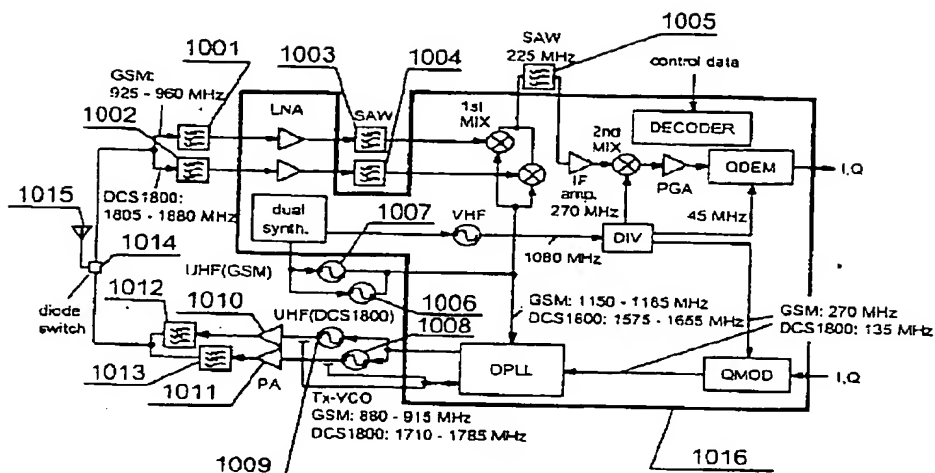 1001
1003
1004
1005
SAW
225 MHz
control data
GSM:
925 - 960 MHz
1002
LNA
SAW
1st
MIX
2nd
MIX
DECODER
DCS1800:
1805 - 1880 MHz
IF
amp.
270 MHz
PGA
QDEM
I,Q
1015
1014
dual
synth.
1007
VHF
1080 MHz
DIV
45 MHz
diode
switch
1012
1010
IJHF(GSM)
1006
UHF(DCS1800)
1008
GSM: 1150 - 1185 MHz
DCS1800: 1575 - 1655 MHz
GSM: 270 MHz
DCS1800: 135 MHz
1013
1011
PA
OPLL
QMOD
I,Q
Tx-VCO
GSM: 880 - 915 MHz
DCS1800: 1710 - 1785 MHz
1009
1016